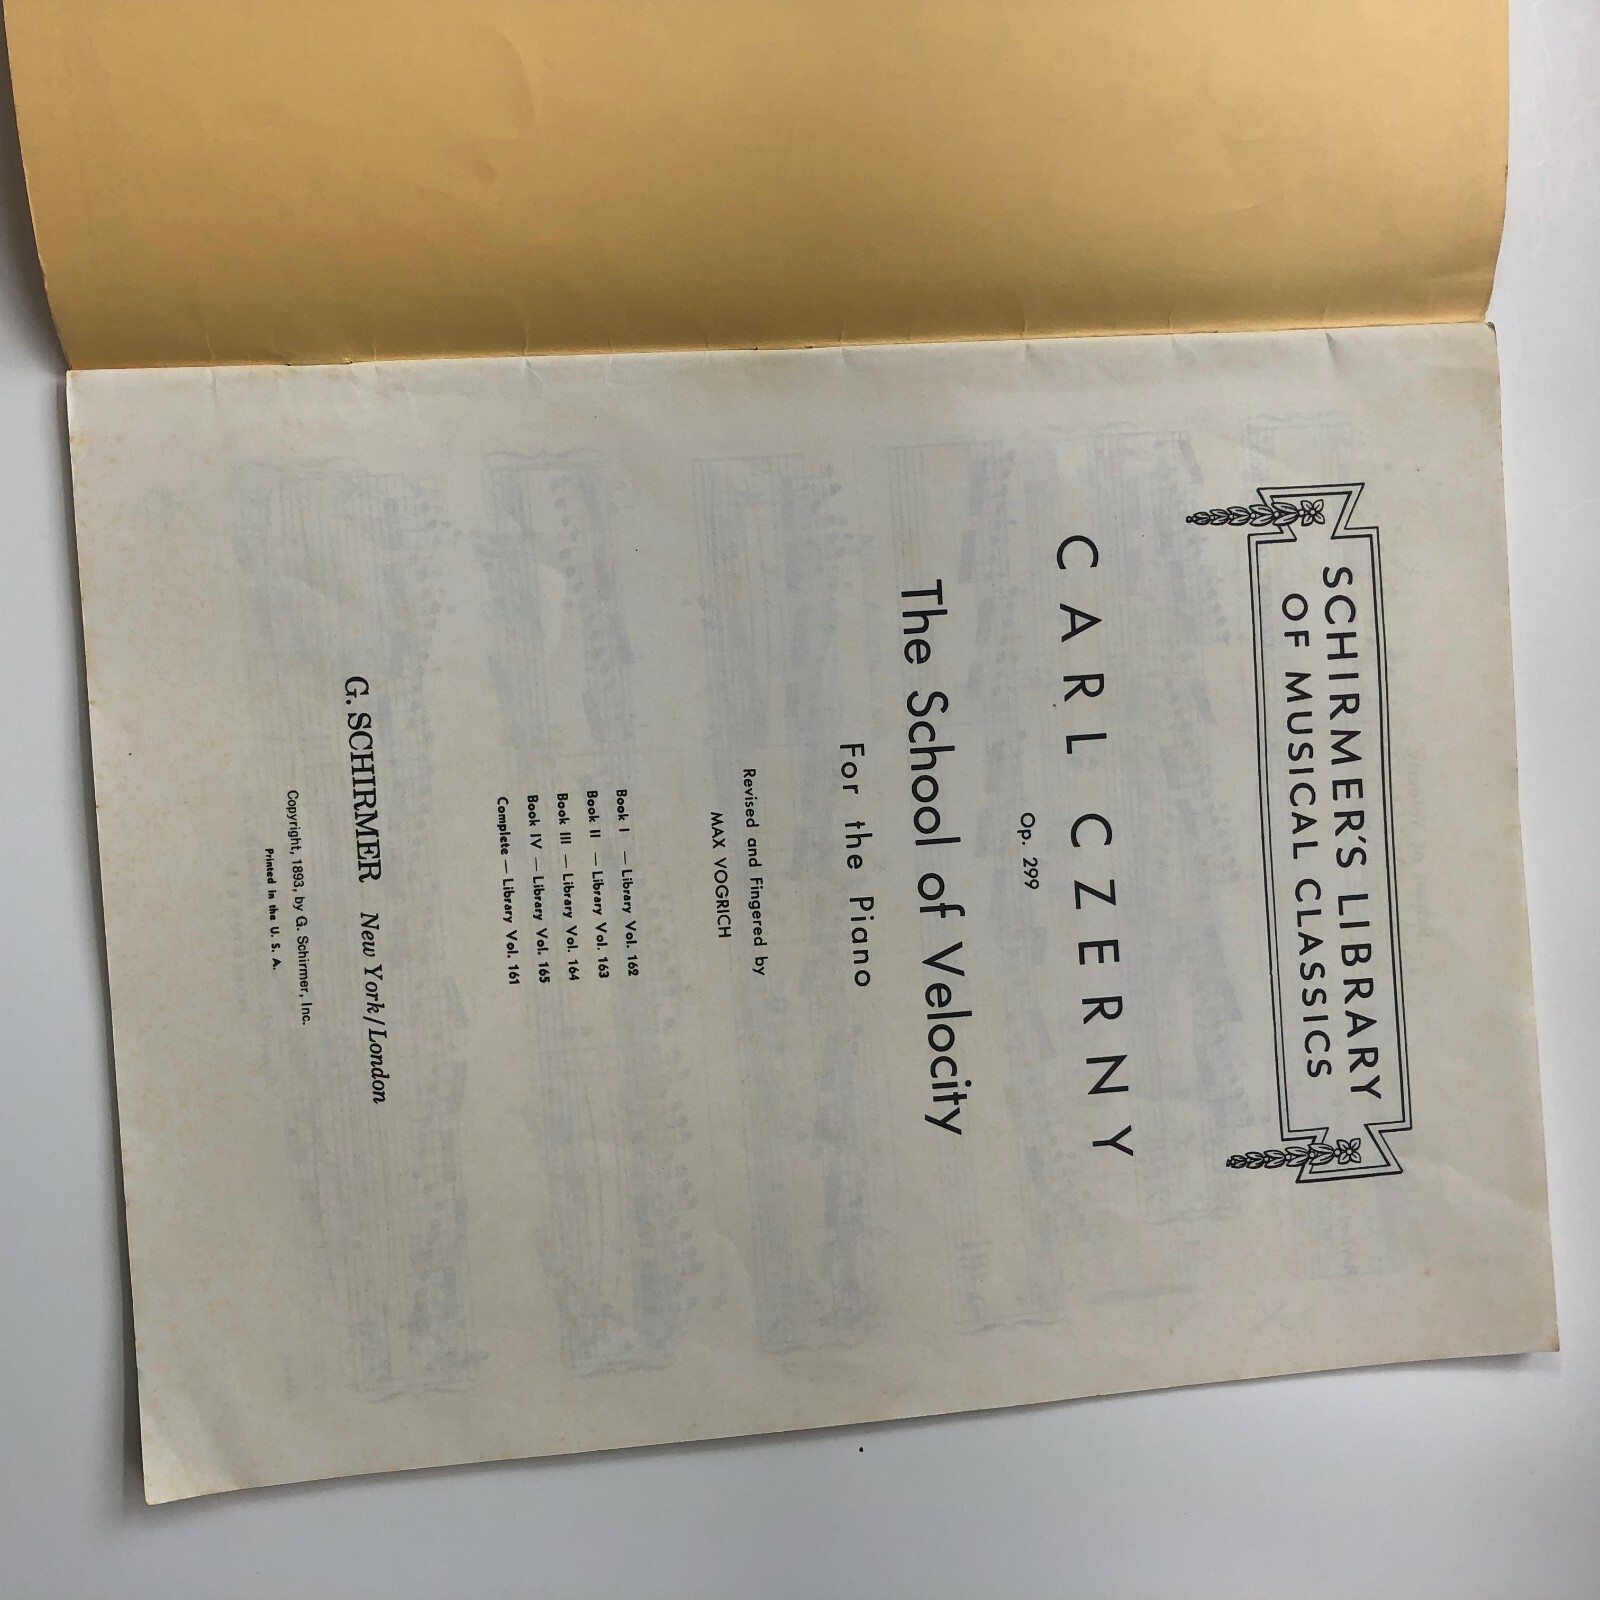 SCHIRMER'S LIBRARY
OF MUSICAL CLASSICS
CARL CZERNY
Op. 299
The School of Velocity
For the Piano
Revised and Fingered by
MAX VOGRICH
Book I — Library Vol. 162
Book II — Library Vol. 163
Book III — Library Vol. 164
Book IV — Library Vol. 165
Complete — Library Vol. 161
G. SCHIRMER New York/London
Copyright, 1893, by G. Schirmer, Inc.
Printed in the U. S. A.